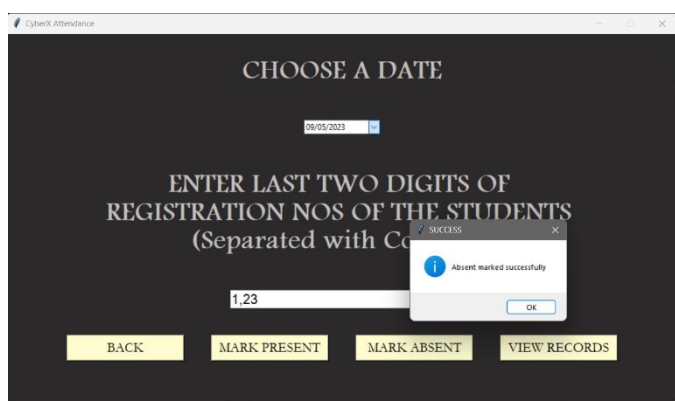 CyberX Attendance
CHOOSE A DATE
09/05/2023
ENTER LAST TWO DIGITS OF
REGISTRATION NOS OF THE STUDENTS
(Separated with
SUCCESS
Absent marked successfully
OK
1,23
BACK
MARK PRESENT
MARK ABSENT
VIEW RECORDS